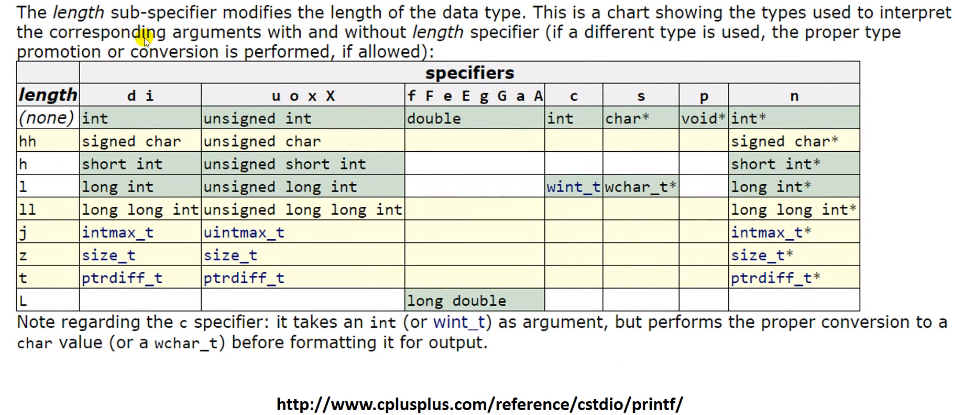 The length sub-specifier modifies the length of the data type. This is a chart showing the types used to interpret
the corresponding arguments with and without length specifier (if a different type is used, the proper type
promotion or conversion is performed, if allowed):
specifiers
length d i u o x X f F e E g G a A c s p n
(none) int unsigned int double int char* void* int*
hh signed char unsigned char signed char*
h short int unsigned short int short int*
l long int unsigned long int wint_t wchar_t* long int*
ll long long int unsigned long long int long long int*
j intmax_t uintmax_t intmax_t*
z size_t size_t size_t*
t ptrdiff_t ptrdiff_t ptrdiff_t*
L long double
Note regarding the c specifier: it takes an int (or wint_t) as argument, but performs the proper conversion to a
char value (or a wchar_t) before formatting it for output.
http://www.cplusplus.com/reference/cstdio/printf/